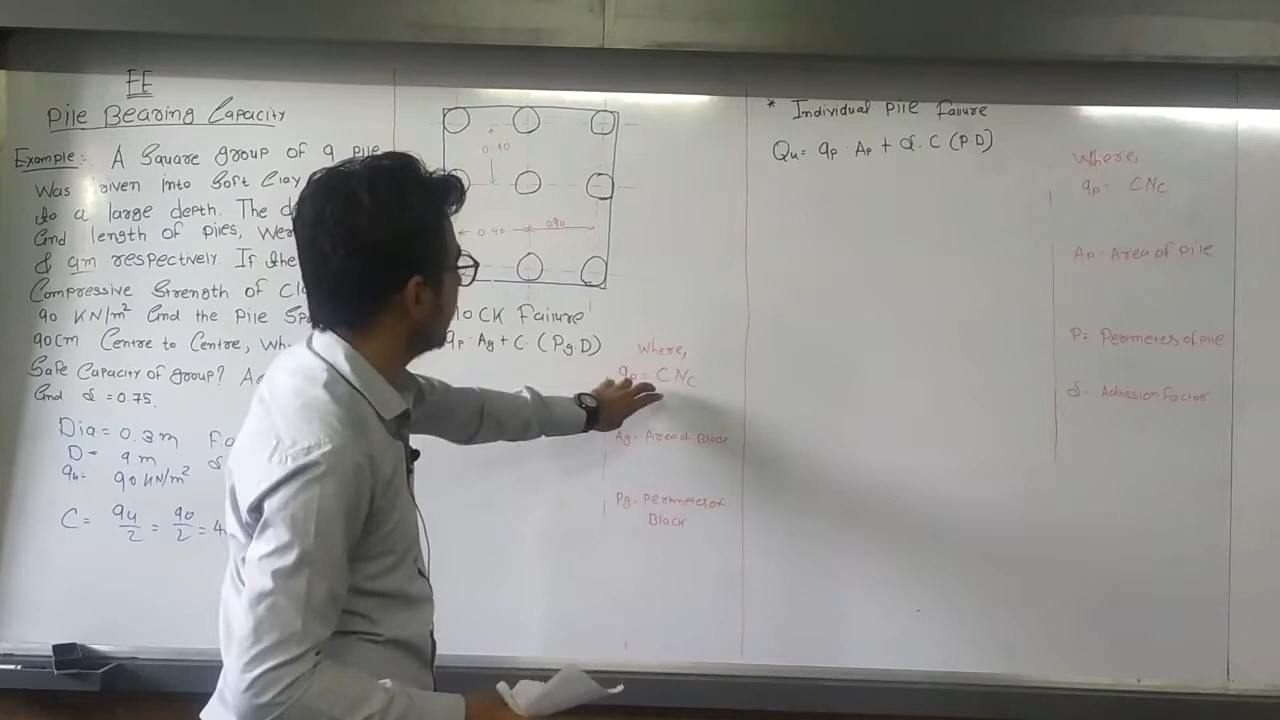 FE
Pile Bearing Capacity
Example:- A Square group of 9 pile
Was riven into Soft Clay
to a large depth. The
and length of piles, Wer
& 9m respectively. If the
Compressive Strength of Cl
90 KN/m² and the Pile Sp
90cm Centre to Centre, Wh
Safe Capacity of group? A
and α = 0.75.
Dia = 0.3m F.o
D = 9m α
qu = 90 KN/m²
C = qu/2 = 90/2 = 4
0.90
0.90 0.90
lock Failure
qp. Ag + C. (Pg D)
Where,
qp = CNc
Ag - Area of Block
Pg - Perimeter of
Block
* Individual pile Failure
Qu = qp. Ap + α. C (P D)
Where,
qp = CNc
Ap = Area of pile
P = Perimeter of pile
α - Adhesion Factor